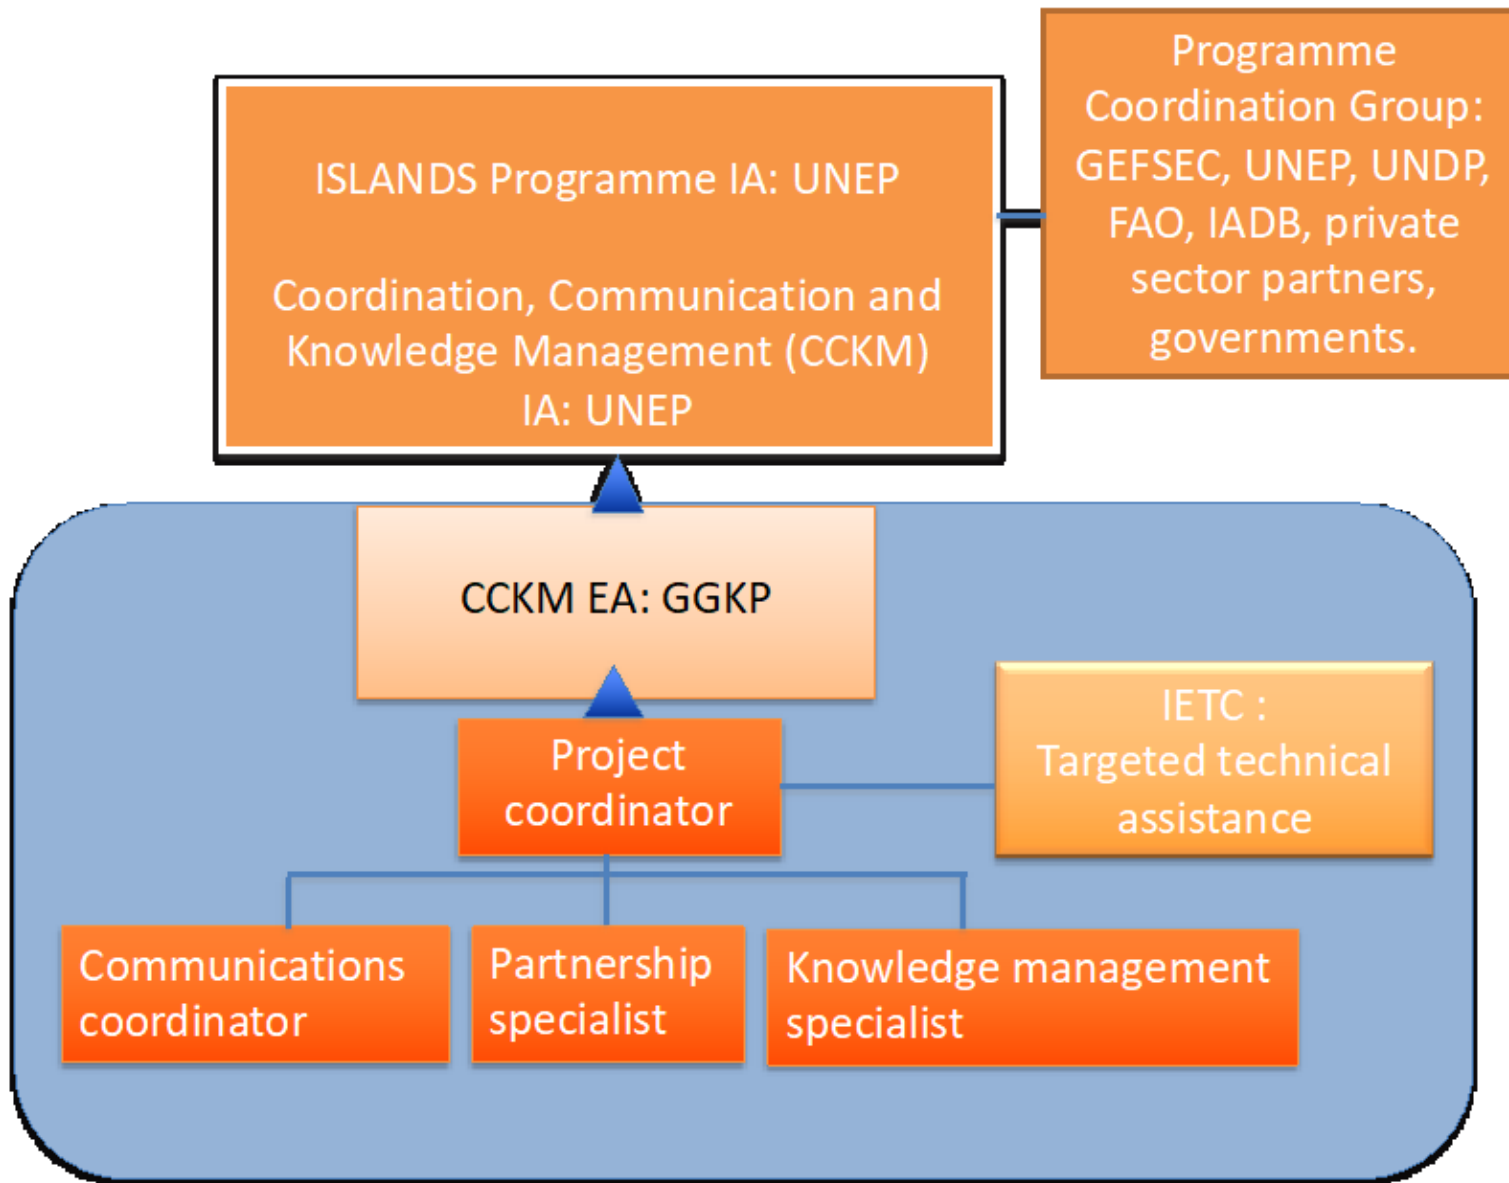 Programme
Coordination Group:
GEFSEC, UNEP, UNDP,
FAO, IADB, private
sector partners,
governments.
ISLANDS Programme IA: UNEP
Coordination, Communication and
Knowledge Management (CCKM)
IA: UNEP
CCKM EA: GGKP
Project
coordinator
IETC :
Targeted technical
assistance
Communications
coordinator
Partnership
specialist
Knowledge management
specialist